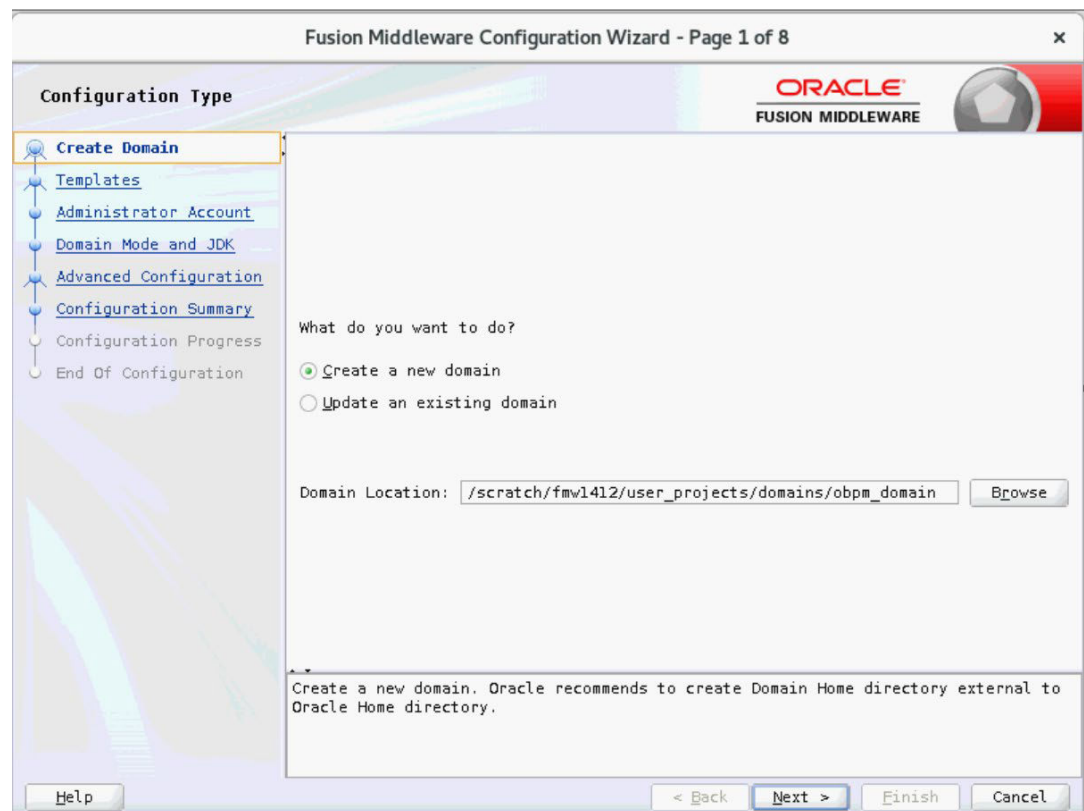 Fusion Middleware Configuration Wizard - Page 1 of 8
Configuration Type
ORACLE
FUSION MIDDLEWARE
Create Domain
Templates
Administrator Account
Domain Mode and JDK
Advanced Configuration
Configuration Summary
Configuration Progress
End Of Configuration
What do you want to do?
Create a new domain
Update an existing domain
Domain Location: /scratch/fmw1412/user_projects/domains/obpm_domain Browse
Create a new domain. Oracle recommends to create Domain Home directory external to
Oracle Home directory.
Help < Back Next > Finish Cancel